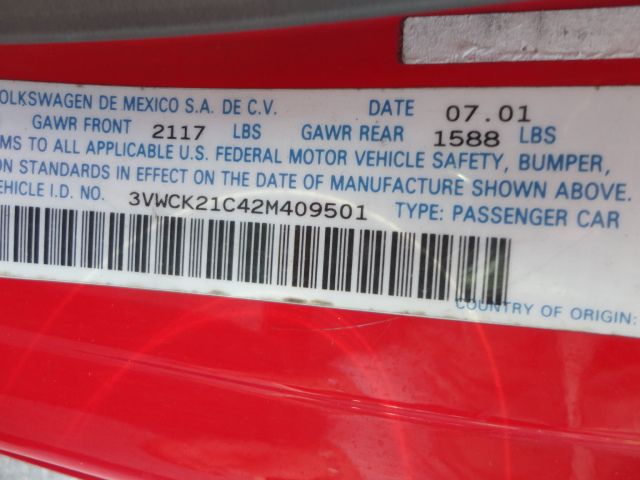 OLKSWAGEN DE MEXICO S.A. DE C.V. DATE 07.01
GAWR FRONT 2117 LBS GAWR REAR 1588 LBS
MS TO ALL APPLICABLE U.S. FEDERAL MOTOR VEHICLE SAFETY, BUMPER,
ON STANDARDS IN EFFECT ON THE DATE OF MANUFACTURE SHOWN ABOVE.
EHICLE I.D. NO. 3VWCK21C42M409501 TYPE: PASSENGER CAR
COUNTRY OF ORIGIN: